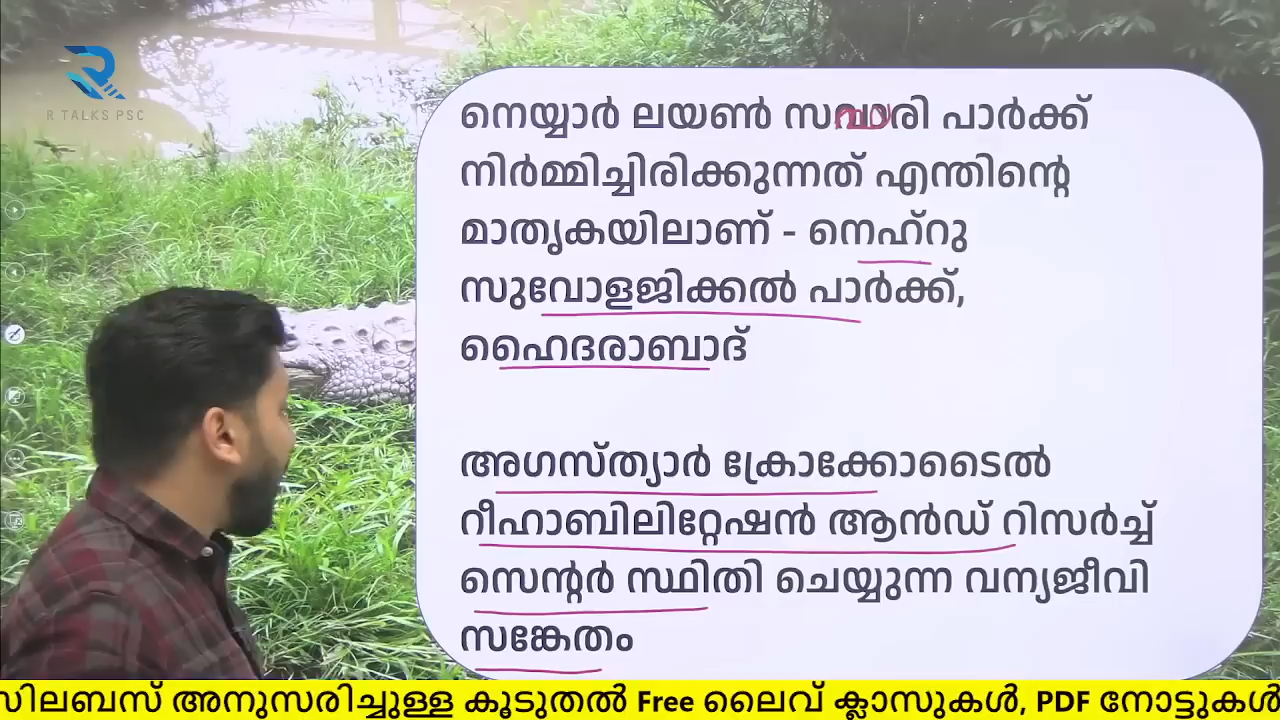 R TALKS PSC
നെയ്യാർ ലയൺ സഫാരി പാർക്ക്
നിർമ്മിച്ചിരിക്കുന്നത് എന്തിന്റെ
മാതൃകയിലാണ് - നെഹ്റു
സുവോളജിക്കൽ പാർക്ക്,
ഹൈദരാബാദ്
അഗസ്ത്യാർ ക്രോക്കോടൈൽ
റീഹാബിലിറ്റേഷൻ ആൻഡ് റിസർച്ച്
സെന്റർ സ്ഥിതി ചെയ്യുന്ന വന്യജീവി
സങ്കേതം
സിലബസ് അനുസരിച്ചുള്ള കൂടുതൽ Free ലൈവ് ക്ലാസുകൾ, PDF നോട്ടുകൾ